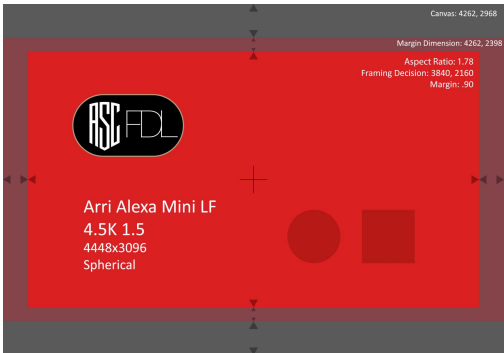 Canvas: 4262, 2968
Margin Dimension: 4262, 2398
Aspect Ratio: 1.78
Framing Decision: 3840, 2160
Margin: .90
ASC FDL
Arri Alexa Mini LF
4.5K 1.5
4448x3096
Spherical